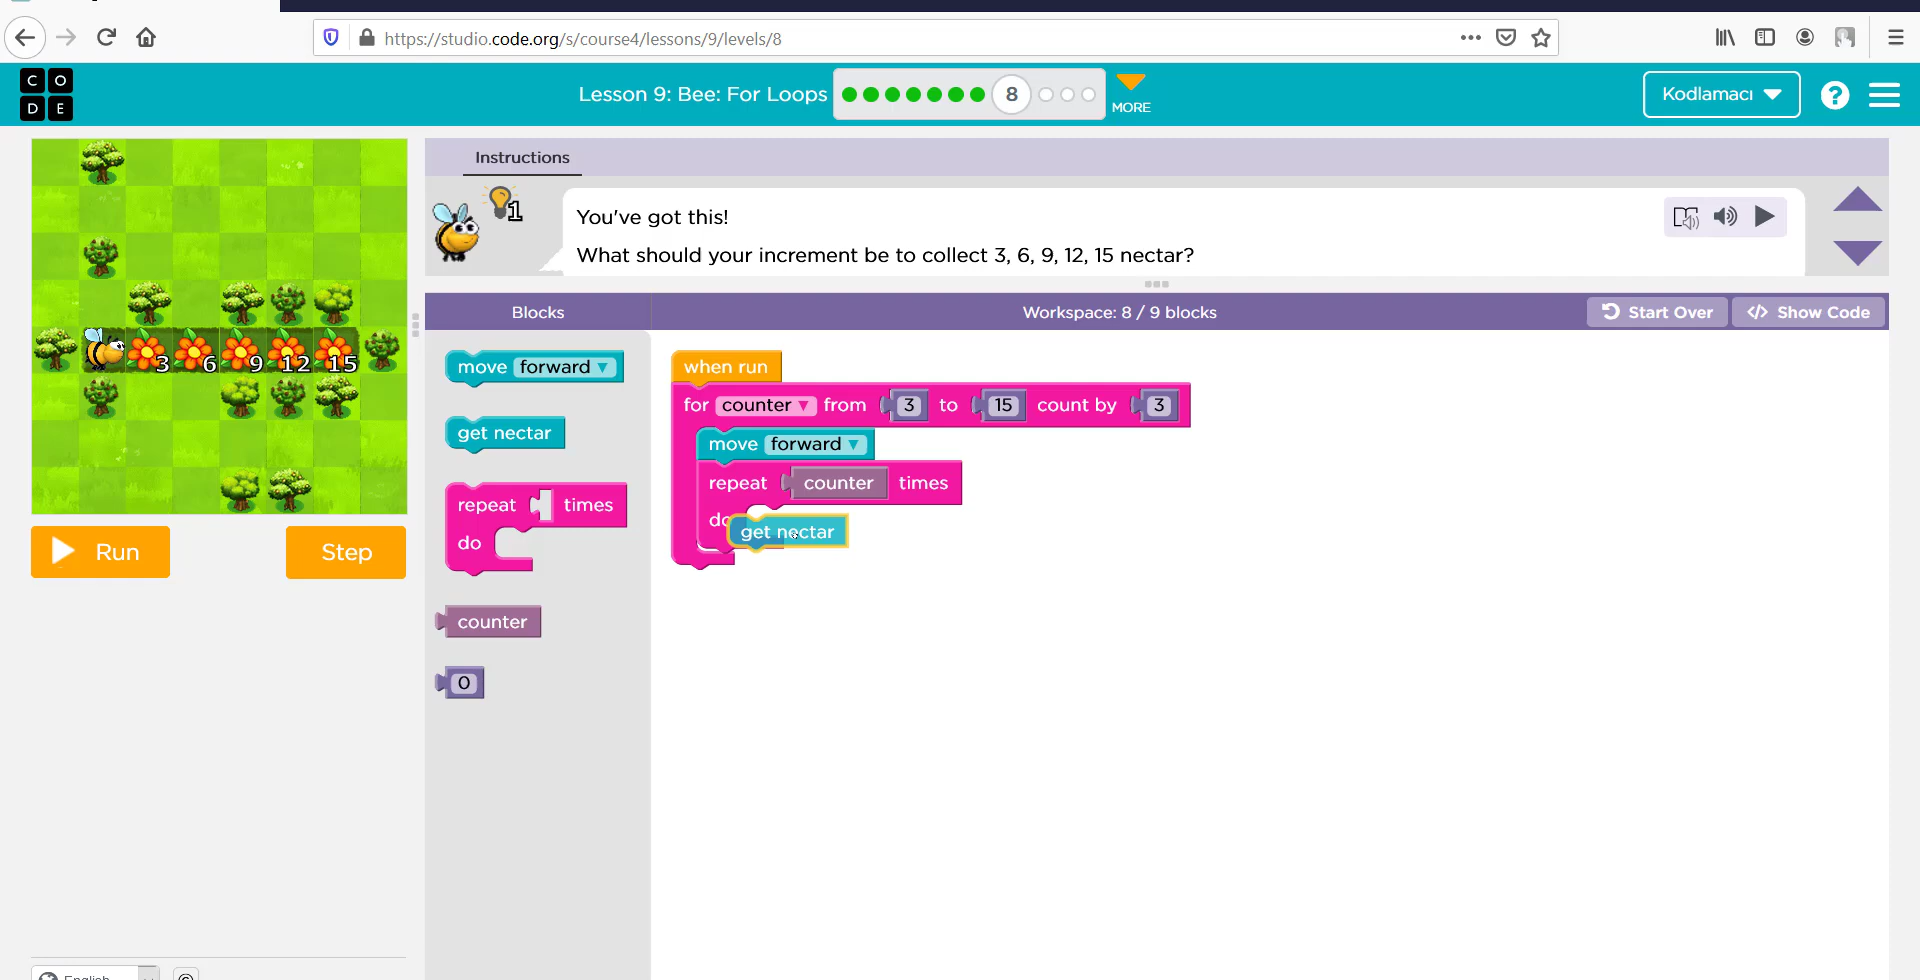 https://studio.code.org/s/course4/lessons/9/levels/8
C O
D E
Lesson 9: Bee: For Loops
8
MORE
Kodlamacı
?
Instructions
1
You've got this!
What should your increment be to collect 3, 6, 9, 12, 15 nectar?
Blocks
Workspace: 8 / 9 blocks
Start Over
</> Show Code
3 6 9 12 15
Run
Step
move forward
get nectar
repeat times
do
counter
0
when run
for counter from 3 to 15 count by 3
move forward
repeat counter times
do
get nectar
English
©